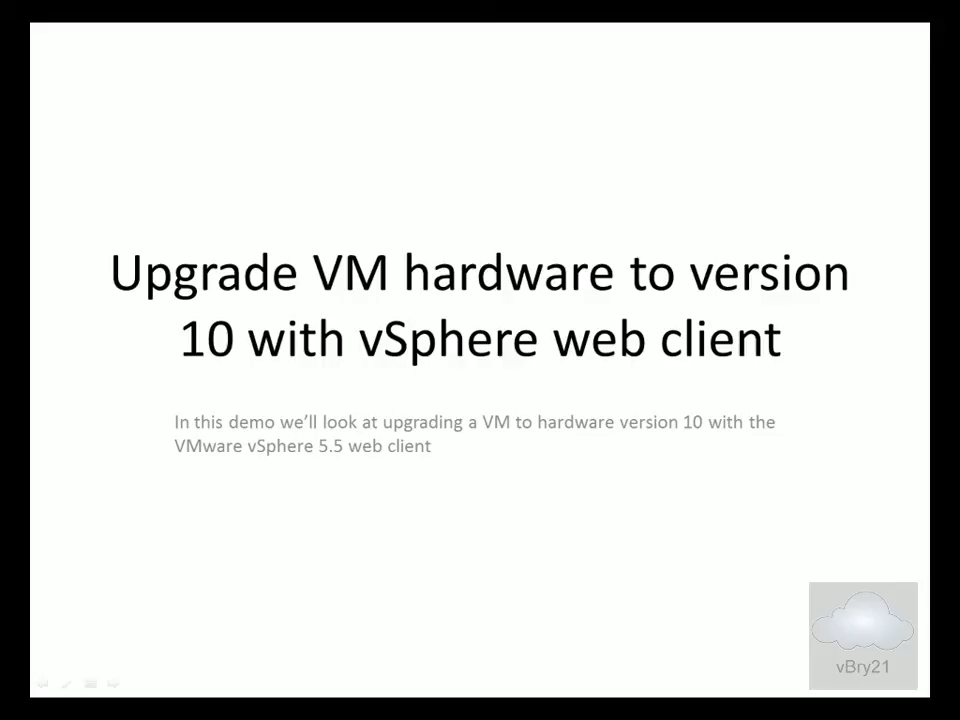 Upgrade VM hardware to version
10 with vSphere web client
In this demo we’ll look at upgrading a VM to hardware version 10 with the
VMware vSphere 5.5 web client
vBry21